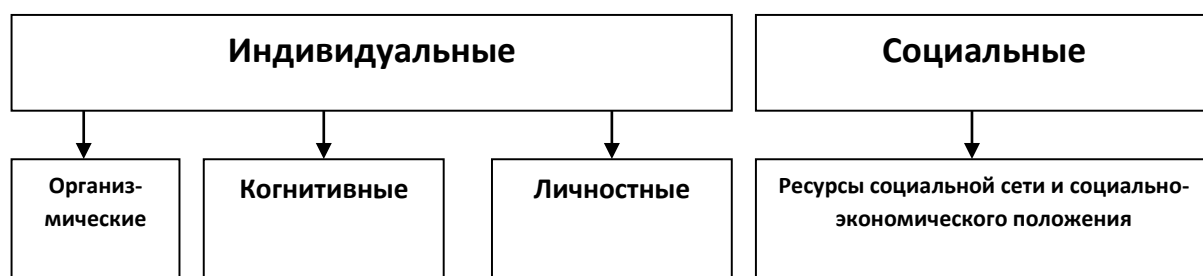 Индивидуальные
Социальные
Организ-
мические
Когнитивные
Личностные
Ресурсы социальной сети и социально-
экономического положения